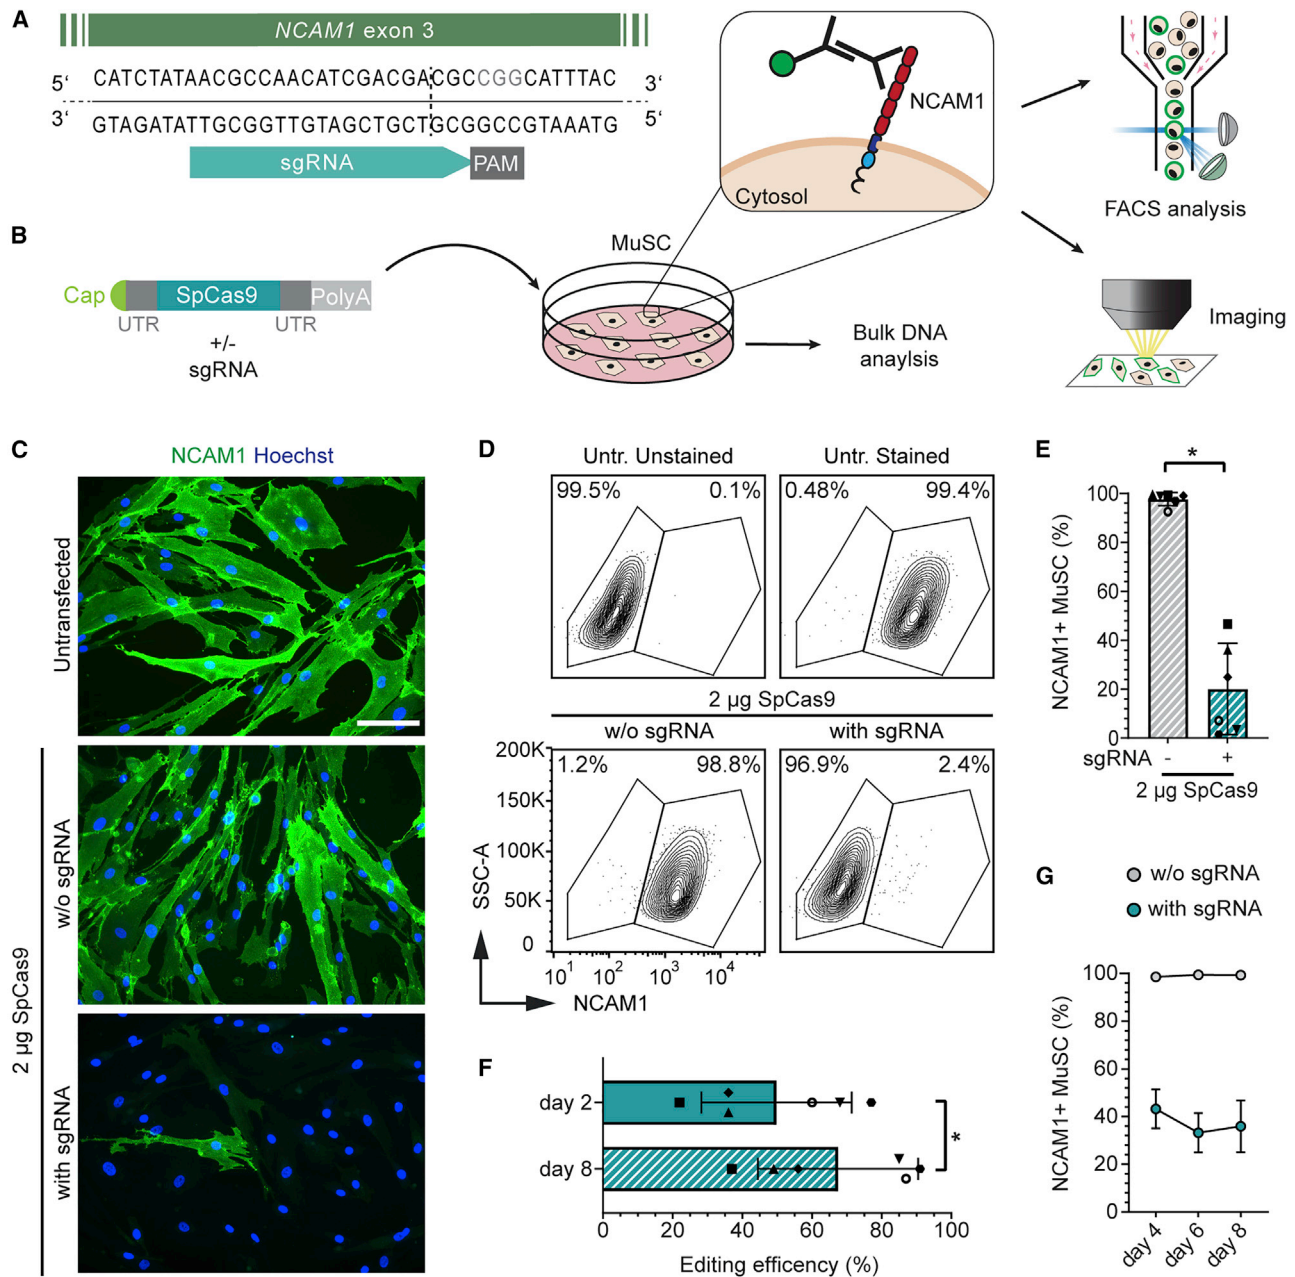 A
NCAM1 exon 3
5‘ CATCTATAACGCCAACATCGACGACGCCGGCATTTAC 3‘
3‘ GTAGATATTGCGGTTGTAGCTGCTGCGGCCGTAAATG 5‘
sgRNA
PAM
NCAM1
Cytosol
FACS analysis
B
Cap
SpCas9
PolyA
UTR
UTR
+/-
sgRNA
MuSC
Bulk DNA
anaylsis
Imaging
C
NCAM1 Hoechst
Untransfected
2 µg SpCas9
w/o sgRNA
with sgRNA
D
Untr. Unstained
Untr. Stained
99.5%
0.1%
0.48%
99.4%
2 µg SpCas9
w/o sgRNA
with sgRNA
1.2%
98.8%
96.9%
2.4%
200K
150K
100K
50K
0
SSC-A
10¹ 10² 10³ 10⁴
NCAM1
E
*
NCAM1+ MuSC (%)
100
80
60
40
20
0
sgRNA - +
2 µg SpCas9
F
day 2
day 8
*
0 20 40 60 80 100
Editing efficency (%)
G
w/o sgRNA
with sgRNA
NCAM1+ MuSC (%)
100
80
60
40
20
0
day 4
day 6
day 8